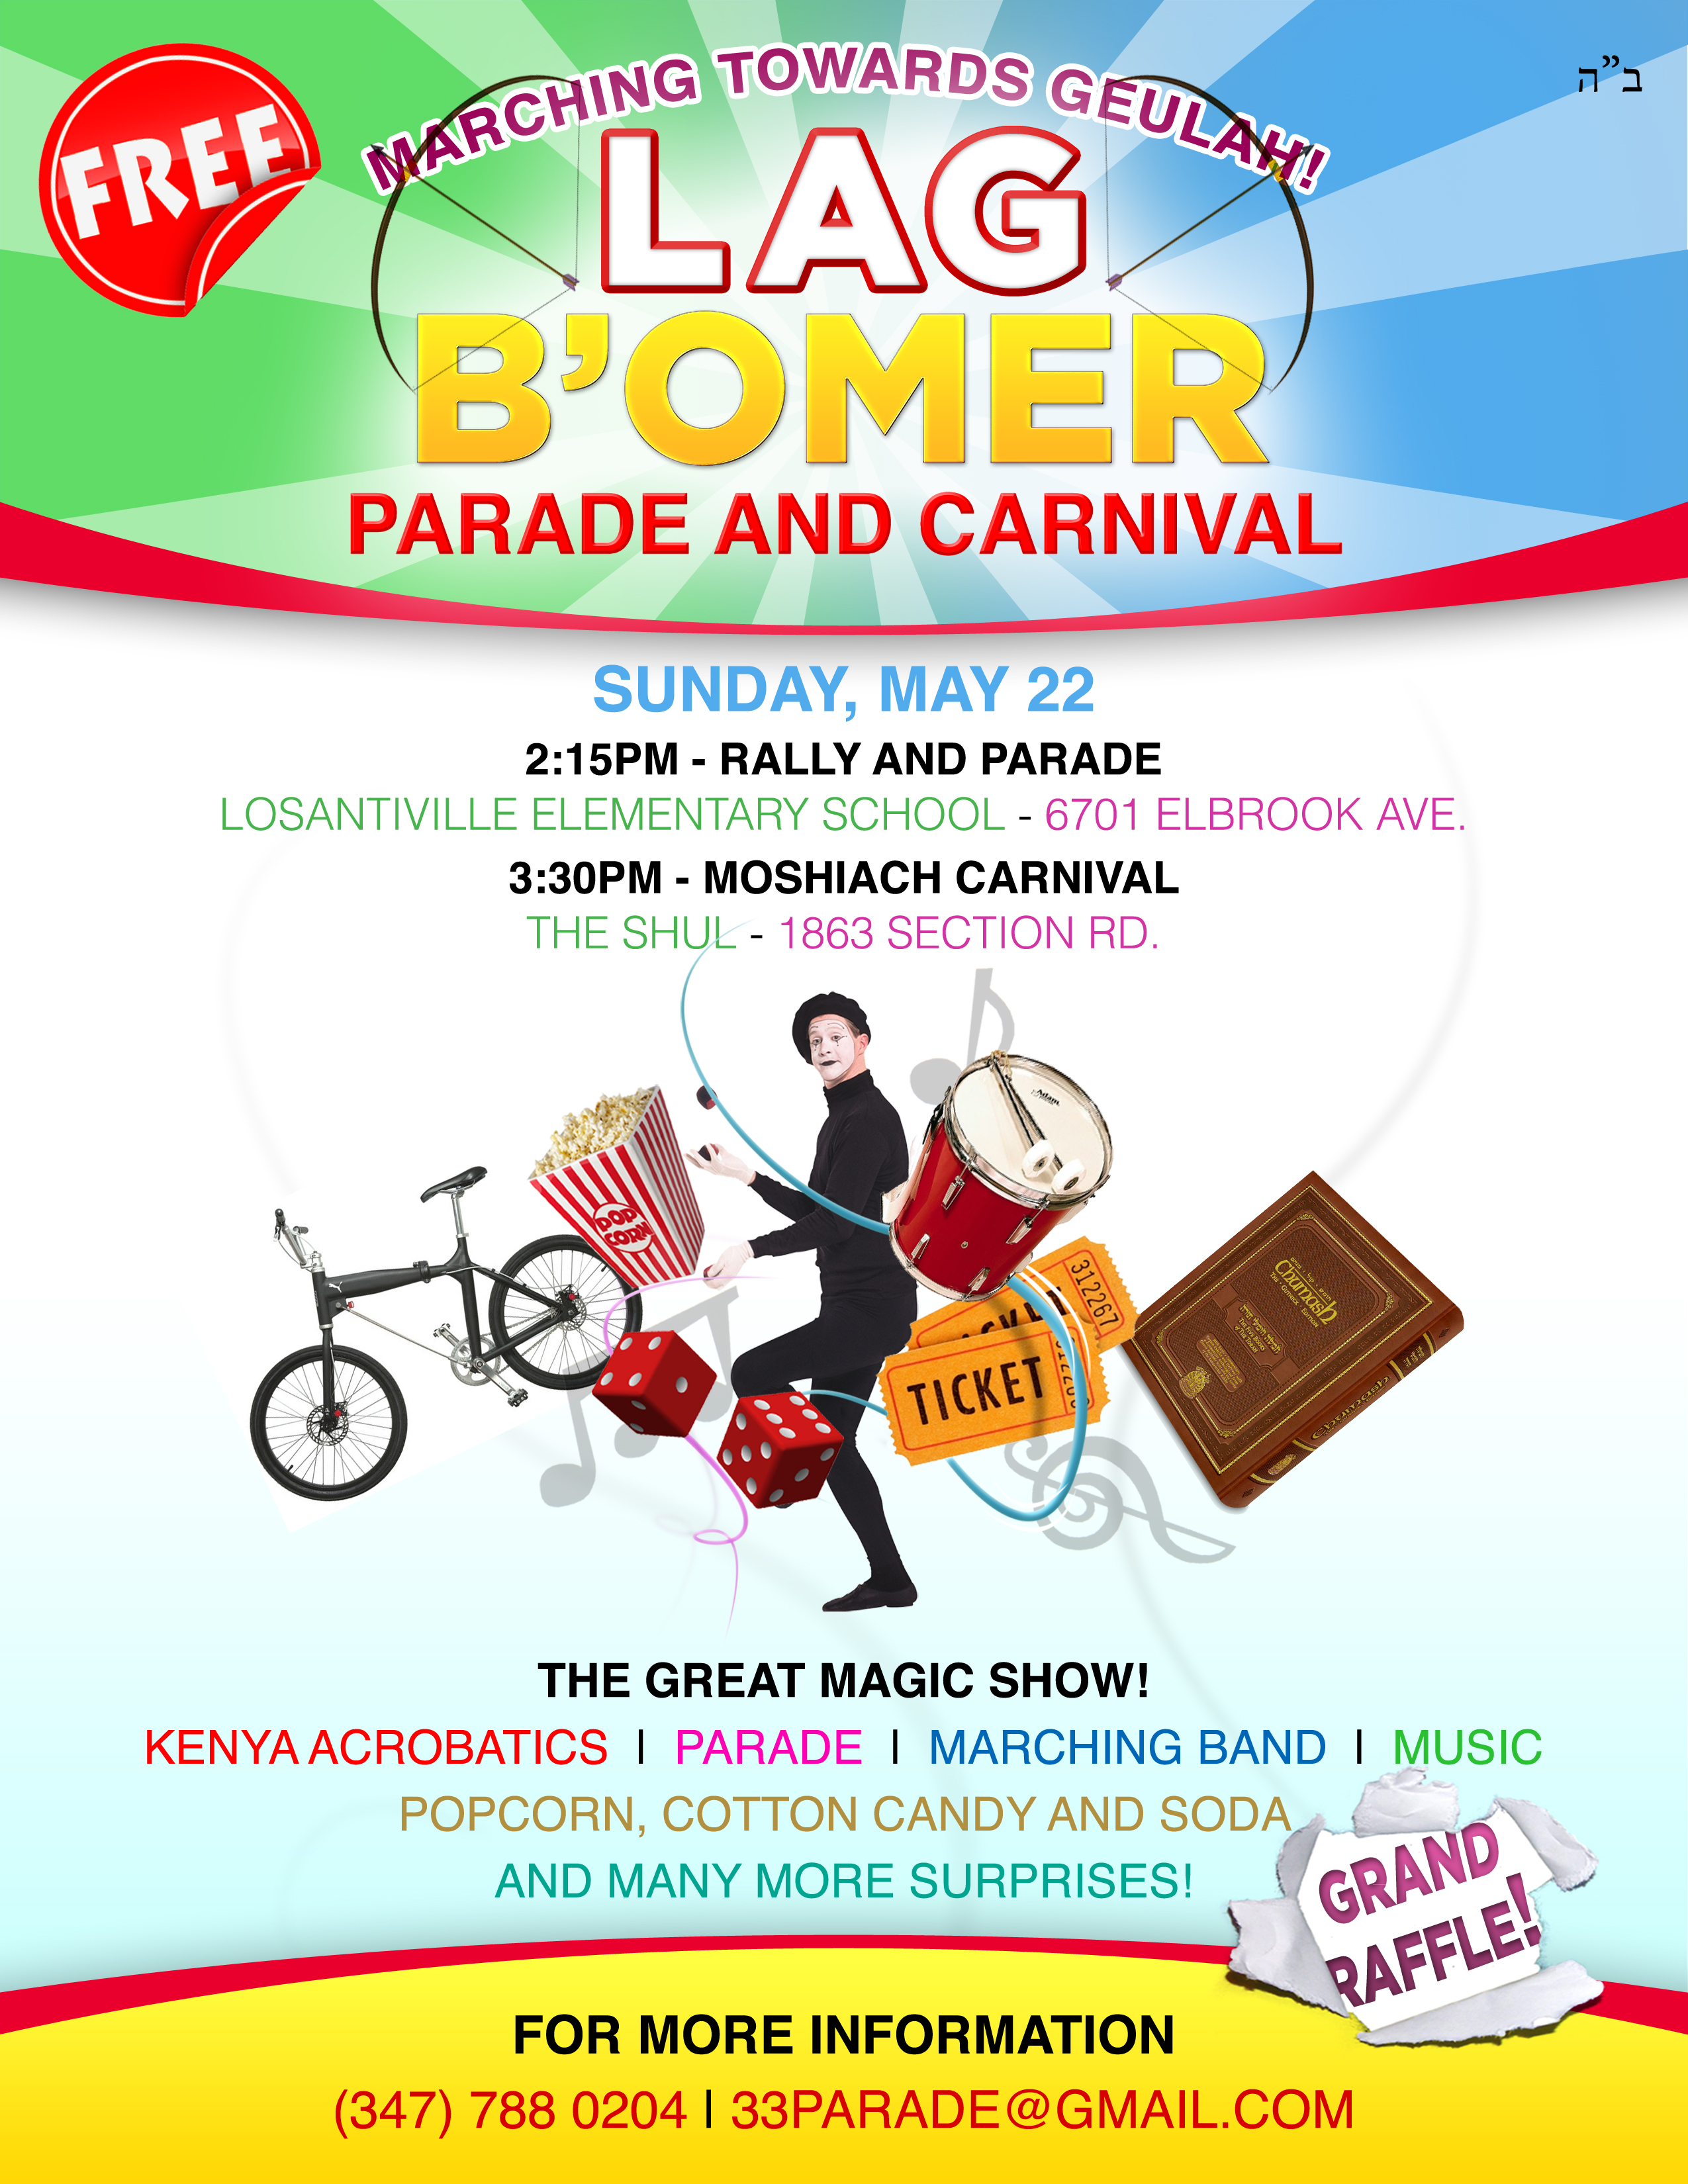 FREE
MARCHING TOWARDS GEULAH!
ב"ה
LAG
B'OMER
PARADE AND CARNIVAL
SUNDAY, MAY 22
2:15PM - RALLY AND PARADE
LOSANTIVILLE ELEMENTARY SCHOOL - 6701 ELBROOK AVE.
3:30PM - MOSHIACH CARNIVAL
THE SHUL - 1863 SECTION RD.
Adam
POP
CORN
312267
TICKET
Chumash
THE GREAT MAGIC SHOW!
KENYA ACROBATICS | PARADE | MARCHING BAND | MUSIC
POPCORN, COTTON CANDY AND SODA
AND MANY MORE SURPRISES!
GRAND
RAFFLE!
FOR MORE INFORMATION
(347) 788 0204 | 33PARADE@GMAIL.COM